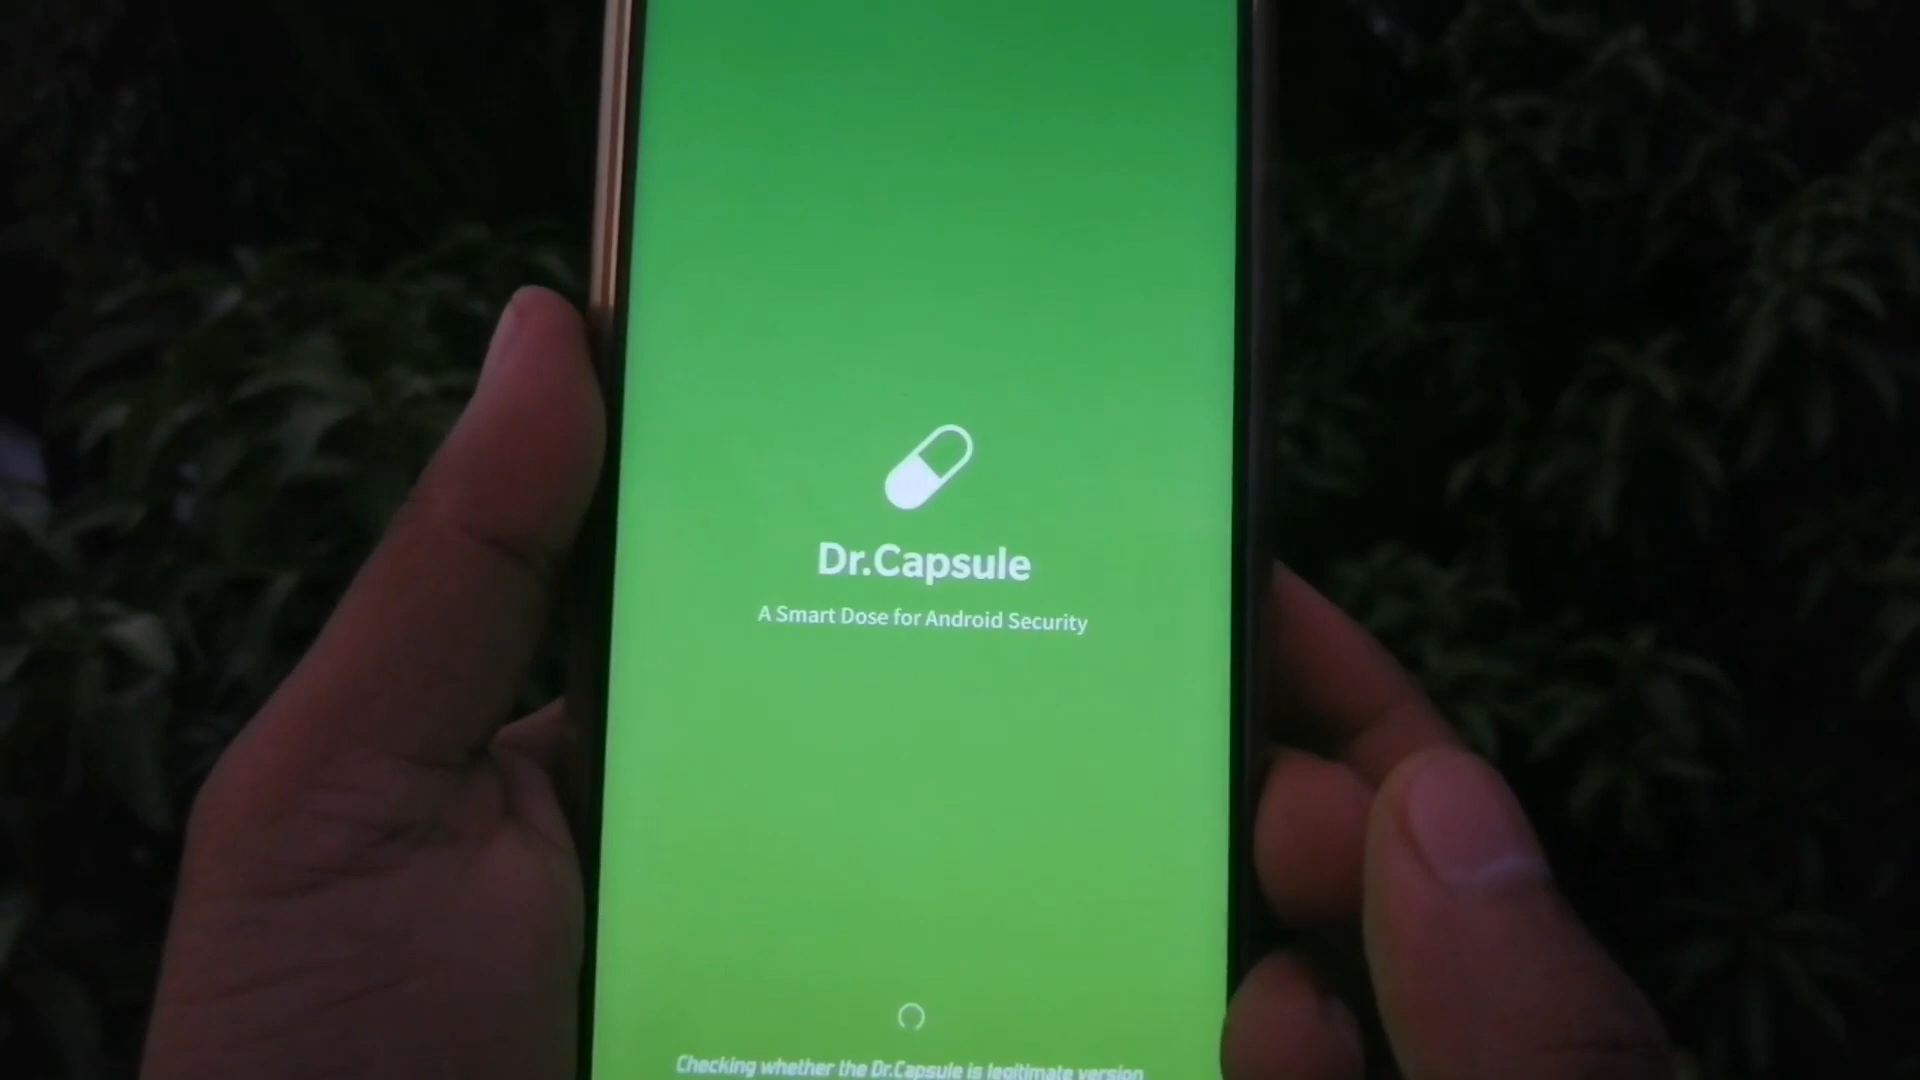 Dr.Capsule
A Smart Dose for Android Security
Checking whether the Dr.Capsule is legitimate version